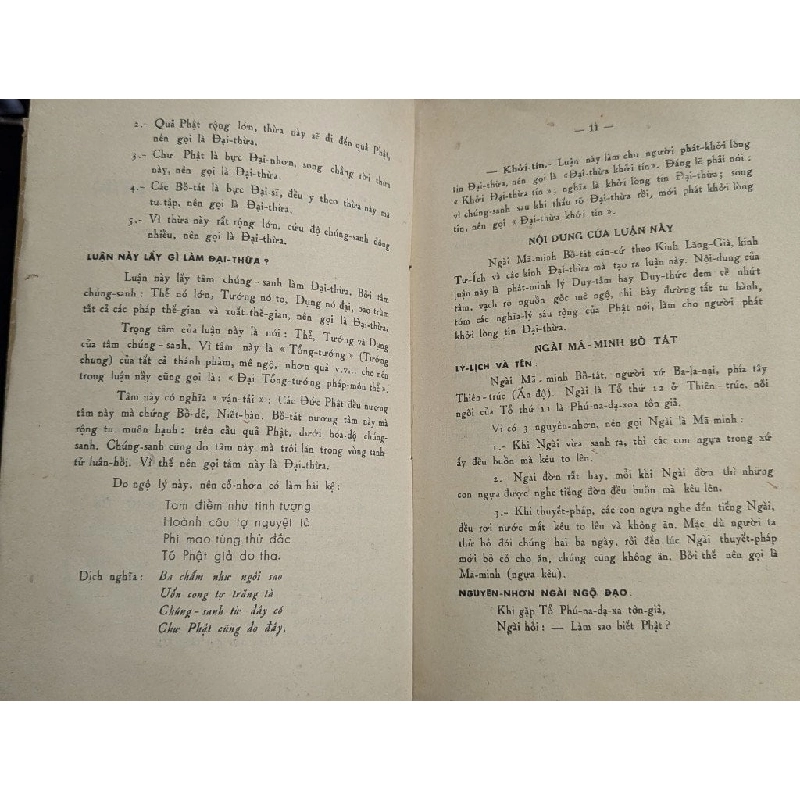 2.- Quả Phật rộng lớn, thừa này sẽ đi đến quả Phật,
nên gọi là Đại-thừa.
3.- Chư Phật là bực Đại-nhơn, song chẳng rời thừa
này, nên gọi là Đại-thừa.
4.- Các Bồ-tát là bực Đại-sĩ, đều y theo thừa này mà
tu-tập, nên gọi là Đại-thừa.
5.- Vì thừa này rất rộng lớn, cứu độ chúng-sanh đông
nhiều, nên gọi là Đại-thừa.
LUẬN NÀY LẤY GÌ LÀM ĐẠI-THỪA ?
Luận này lấy tâm chúng-sanh làm Đại-thừa. Bởi tâm
chúng-sanh : Thể nó lớn, Tướng nó to, Dụng nó đại, bao trùm
tất cả các pháp thế-gian và xuất thế-gian, nên gọi là Đại-thừa.
Trọng tâm của luận này là nói : Thể, Tướng và Dụng
của tâm chúng-sanh. Vì tâm này là « Tổng-tướng » (Tướng
chung) của tất cả thánh phàm, mê ngộ, nhơn quả v.v... cho nên
trong luận này cũng gọi là : « Đại Tổng-tướng pháp-môn thể ».
Tâm này có nghĩa « vận tải » : Các Đức Phật đều nương
tâm này mà chứng Bồ-đề, Niết-bàn. Bồ-tát nương tâm này mà
rộng tu muôn hạnh : trên cầu quả Phật, dưới hoá-độ chúng-
sanh. Chúng-sanh cũng do tâm này mà trôi lăn trong vòng sinh
tử luân-hồi. Vì thế nên gọi tâm này là Đại-thừa.
Do ngộ lý này, nên cổ-nhơn có làm bài kệ :
Tam điểm như tinh tượng
Hoành câu tợ nguyệt tà
Phi mao tùng thử đắc
Tố Phật giả do tha.
Dịch nghĩa : Ba chấm như ngôi sao
Uốn cong tợ trăng tà
Chúng-sanh từ đây có
Chư Phật cũng do đây.
— 11 —
— Khởi-tín.- Luận này làm cho người phát-khởi lòng
tin Đại-thừa, nên gọi là «Đại-thừa khởi tín». Đáng lẽ phải nói :
« Khởi Đại-thừa tín ». nghĩa là khởi lòng tin Đại-thừa; song
vì chúng-sanh sau khi thấu rõ Đại-thừa rồi, mới phát khởi lòng
tin, nên gọi « Đại-thừa khởi tín ».
NỘI DUNG CỦA LUẬN NÀY
Ngài Mã-minh Bồ-tát căn-cứ theo Kinh Lăng-Già, kinh
Tư-Ích và các kinh Đại-thừa mà tạo ra luận này. Nội-dung của
luận này là phát-minh lý Duy-tâm hay Duy-thức đem về nhứt
tâm, vạch rõ nguồn gốc mê ngộ, chỉ bày đường tắt tu hành,
tóm các nghĩa-lý sâu rộng của Phật nói, làm cho người phát
khởi lòng tin Đại-thừa.
NGÀI MÃ-MINH BỒ TÁT
LÝ-LỊCH VÀ TÊN :
Ngài Mã-minh Bồ-tát, người xứ Ba-la-nại, phía tây
Thiên-trúc (Ấn độ). Ngài là Tổ thứ 12 ở Thiên-trúc, nối
ngôi của Tổ thứ 11 là Phú-na-dạ-xoa tôn giả.
Vì có 3 nguyên-nhơn, nên gọi Ngài là Mã minh :
1.- Khi Ngài vừa sanh ra, thì các con ngựa trong xứ
ấy đều buồn mà kêu to lên.
2. Ngài đờn rất hay, mỗi khi Ngài đờn thì những
con ngựa được nghe tiếng đờn đều buồn mà kêu lên.
3.- Khi thuyết-pháp, các con ngựa nghe đến tiếng Ngài,
đều rơi nước mắt kêu to lên và không ăn. Mặc dù người ta
thử bỏ đói chúng hai ba ngày, rồi đến lúc Ngài thuyết-pháp
mới bỏ cỏ cho ăn, chúng cũng không ăn. Bởi thế nên gọi là
Mã-minh (ngựa kêu).
NGUYÊN-NHƠN NGÀI NGỘ ĐẠO.
Khi gặp Tổ Phú-na-dạ-xa tôn-giả,
Ngài hỏi : — Làm sao biết Phật ?